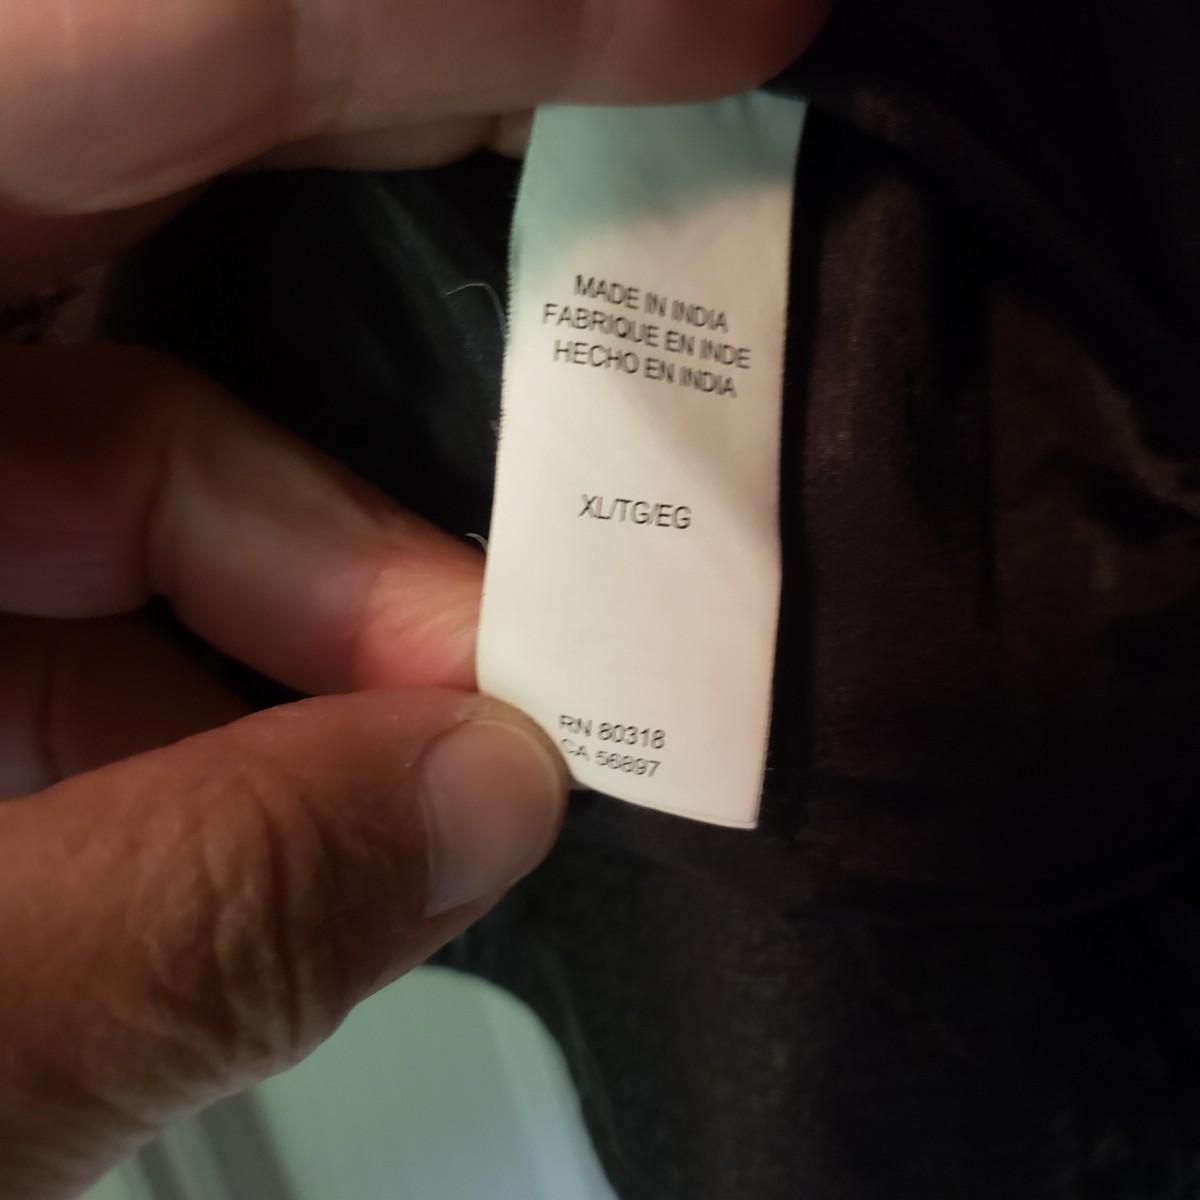 MADE IN INDIA
FABRIQUE EN INDE
HECHO EN INDIA
XL/TG/EG
RN 80318
CA 56897